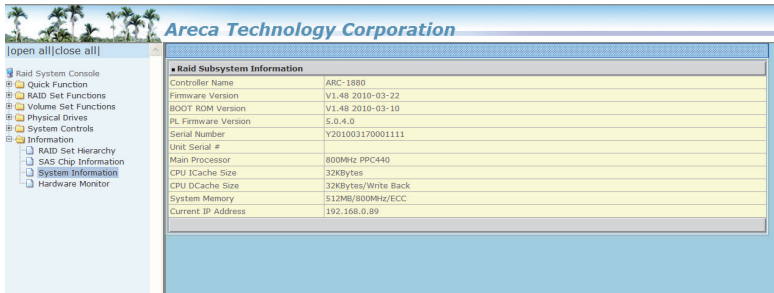 Areca Technology Corporation
|open all|close all|
Raid System Console
Quick Function
RAID Set Functions
Volume Set Functions
Physical Drives
System Controls
Information
RAID Set Hierarchy
SAS Chip Information
System Information
Hardware Monitor
Raid Subsystem Information
Controller Name ARC-1880
Firmware Version V1.48 2010-03-22
BOOT ROM Version V1.48 2010-03-10
PL Firmware Version 5.0.4.0
Serial Number Y201003170001111
Unit Serial #
Main Processor 800MHz PPC440
CPU ICache Size 32KBytes
CPU DCache Size 32KBytes/Write Back
System Memory 512MB/800MHz/ECC
Current IP Address 192.168.0.89